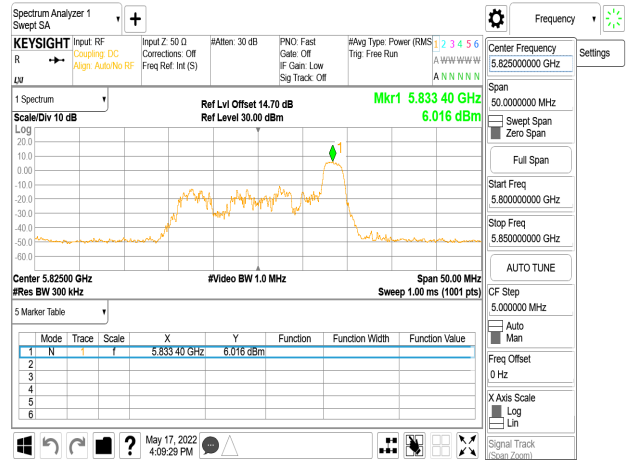 Spectrum Analyzer 1
Swept SA
Frequency
Settings
KEYSIGHT
R
Input: RF
Coupling: DC
Align: Auto/No RF
Input Z: 50 Ω
Corrections: Off
Freq Ref: Int (S)
#Atten: 30 dB
PNO: Fast
Gate: Off
IF Gain: Low
Sig Track: Off
#Avg Type: Power (RMS
Trig: Free Run
1 2 3 4 5 6
A W W W W W
A N N N N N
1 Spectrum
Scale/Div 10 dB
Ref Lvl Offset 14.70 dB
Ref Level 30.00 dBm
Mkr1 5.833 40 GHz
6.016 dBm
Log
20.0
10.0
0.00
-10.0
-20.0
-30.0
-40.0
-50.0
-60.0
1
Center 5.82500 GHz
#Res BW 300 kHz
#Video BW 1.0 MHz
Span 50.00 MHz
Sweep 1.00 ms (1001 pts)
5 Marker Table
Mode Trace Scale X Y Function Function Width Function Value
1 N 1 f 5.833 40 GHz 6.016 dBm
2
3
4
5
6
May 17, 2022
4:09:29 PM
Center Frequency
5.825000000 GHz
Span
50.0000000 MHz
Swept Span
Zero Span
Full Span
Start Freq
5.800000000 GHz
Stop Freq
5.850000000 GHz
AUTO TUNE
CF Step
5.000000 MHz
Auto
Man
Freq Offset
0 Hz
X Axis Scale
Log
Lin
Signal Track
(Span Zoom)